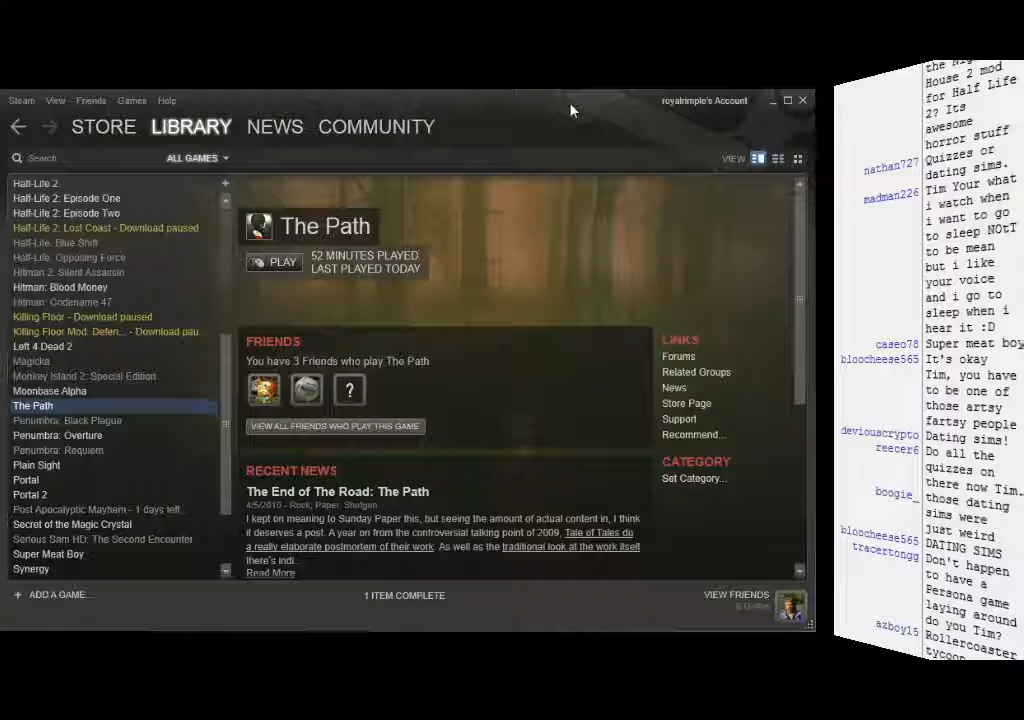 Steam View Friends Games Help
royalrimple's Account
STORE LIBRARY NEWS COMMUNITY
Search
ALL GAMES
VIEW
Half-Life 2
Half-Life 2: Episode One
Half-Life 2: Episode Two
Half-Life 2: Lost Coast - Download paused
Half-Life: Blue Shift
Half-Life: Opposing Force
Hitman 2: Silent Assassin
Hitman: Blood Money
Hitman: Codename 47
Killing Floor - Download paused
Killing Floor Mod: Defen... - Download pau...
Left 4 Dead 2
Magicka
Monkey Island 2: Special Edition
Moonbase Alpha
The Path
Penumbra: Black Plague
Penumbra: Overture
Penumbra: Requiem
Plain Sight
Portal
Portal 2
Post Apocalyptic Mayhem - 1 days left
Secret of the Magic Crystal
Serious Sam HD: The Second Encounter
Super Meat Boy
Synergy
+ ADD A GAME...
The Path
PLAY
52 MINUTES PLAYED
LAST PLAYED TODAY
FRIENDS
You have 3 Friends who play The Path
?
VIEW ALL FRIENDS WHO PLAY THIS GAME
RECENT NEWS
The End of The Road: The Path
4/5/2010 - Rock, Paper, Shotgun
I kept on meaning to Sunday Paper this, but seeing the amount of actual content in, I think
it deserves a post. A year on from the controversial talking point of 2009, Tale of Tales do
a really elaborate postmortem of their work. As well as the traditional look at the work itself
there's indi...
Read More
LINKS
Forums
Related Groups
News
Store Page
Support
Recommend...
CATEGORY
Set Category...
1 ITEM COMPLETE
VIEW FRIENDS
0 Online
the
House 2 mod
for Half Life
2? Its
awesome
horror stuff
nathan727 Quizzes or
dating sims.
madman226 Tim Your what
i watch when
i want to go
to sleep NOtT
to be mean
but i like
your voice
and i go to
sleep when i
hear it :D
caseo78 Super meat boy
bloocheese565 It's okay
Tim, you have
to be one of
those artsy
fartsy people
deviouscrypto Dating sims!
reecer6 Do all the
quizzes on
there now Tim.
boogie_ those dating
sims were
just weird
bloocheese565 DATING SIMS
tracertongg Don't happen
to have a
Persona game
laying around
do you Tim?
azboy15 Rollercoaster
tycoon